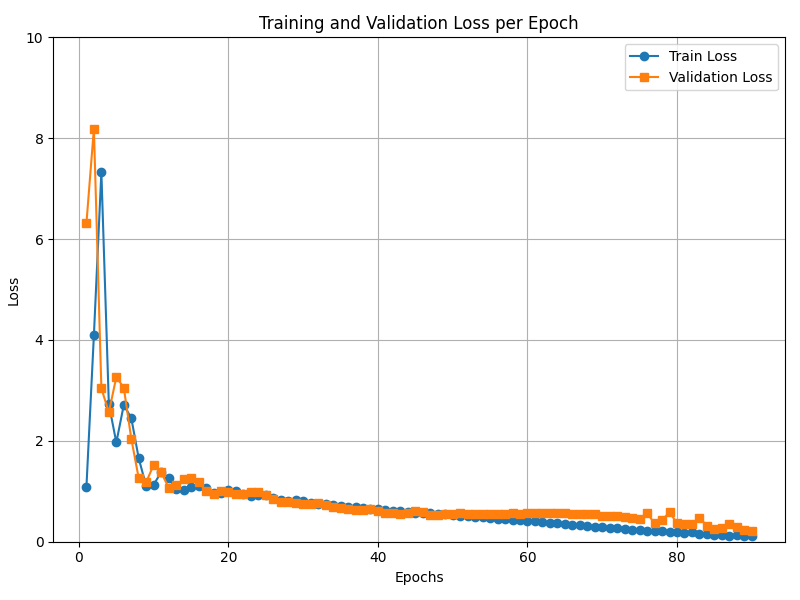 Training and Validation Loss per Epoch
Train Loss
Validation Loss
Loss
10
8
6
4
2
0
0 20 40 60 80
Epochs